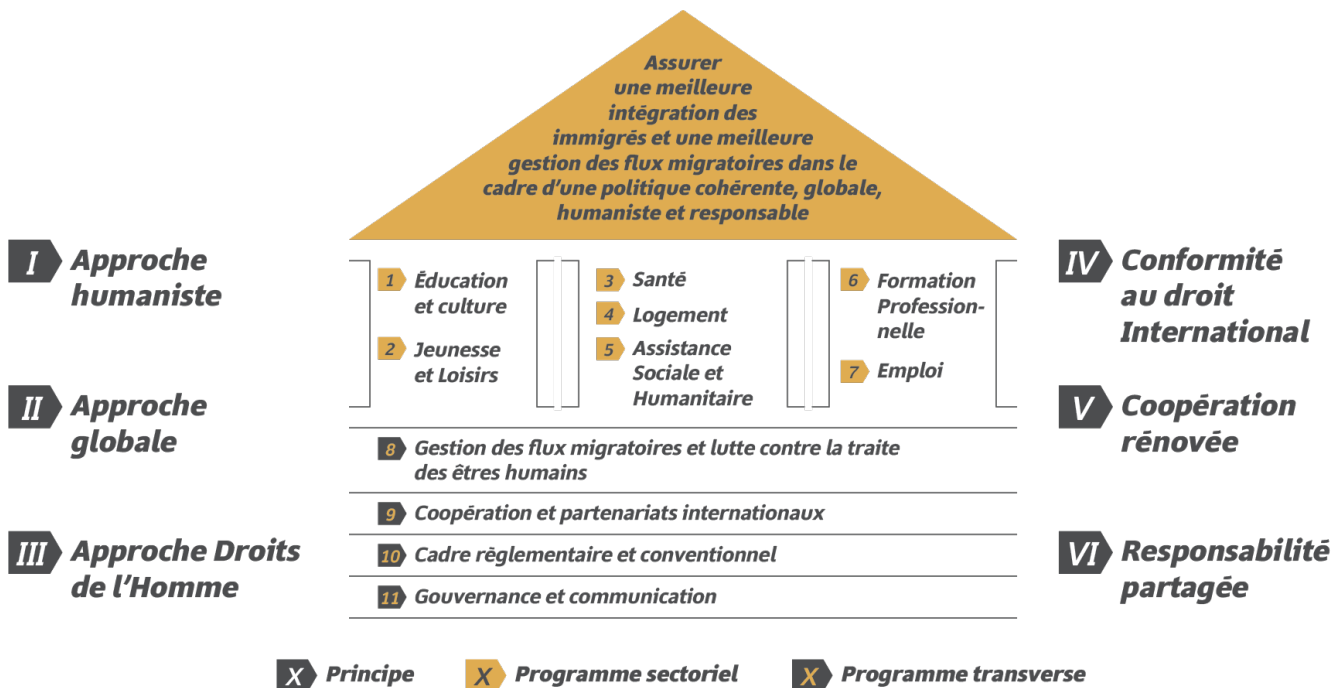 Assurer
une meilleure
intégration des
immigrés et une meilleure
gestion des flux migratoires dans le
cadre d'une politique cohérente, globale,
humaniste et responsable
I Approche
humaniste
II Approche
globale
III Approche Droits
de l'Homme
1 Éducation
et culture
2 Jeunesse
et Loisirs
3 Santé
4 Logement
5 Assistance
Sociale et
Humanitaire
6 Formation
Profession-
nelle
7 Emploi
8 Gestion des flux migratoires et lutte contre la traite
des êtres humains
9 Coopération et partenariats internationaux
10 Cadre règlementaire et conventionnel
11 Gouvernance et communication
IV Conformité
au droit
International
V Coopération
rénovée
VI Responsabilité
partagée
X Principe
X Programme sectoriel
X Programme transverse